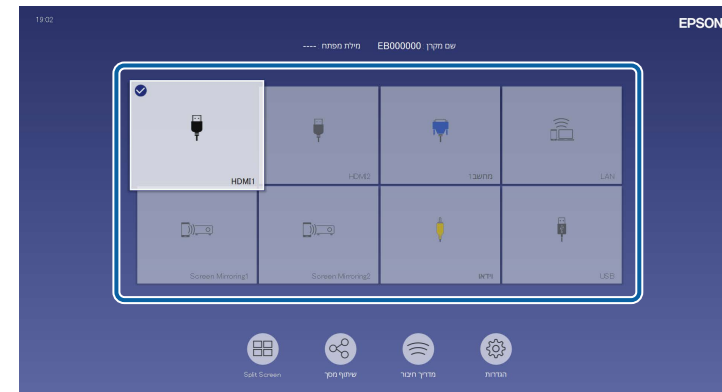 19:02
EPSON
שם מקרן EB000000 מילת מפתח ----
HDMI1
HDMI2
מחשב1
LAN
Screen Mirroring1
Screen Mirroring2
וידאו
USB
Split Screen
שיתוף מסך
מדריך חיבור
הגדרות